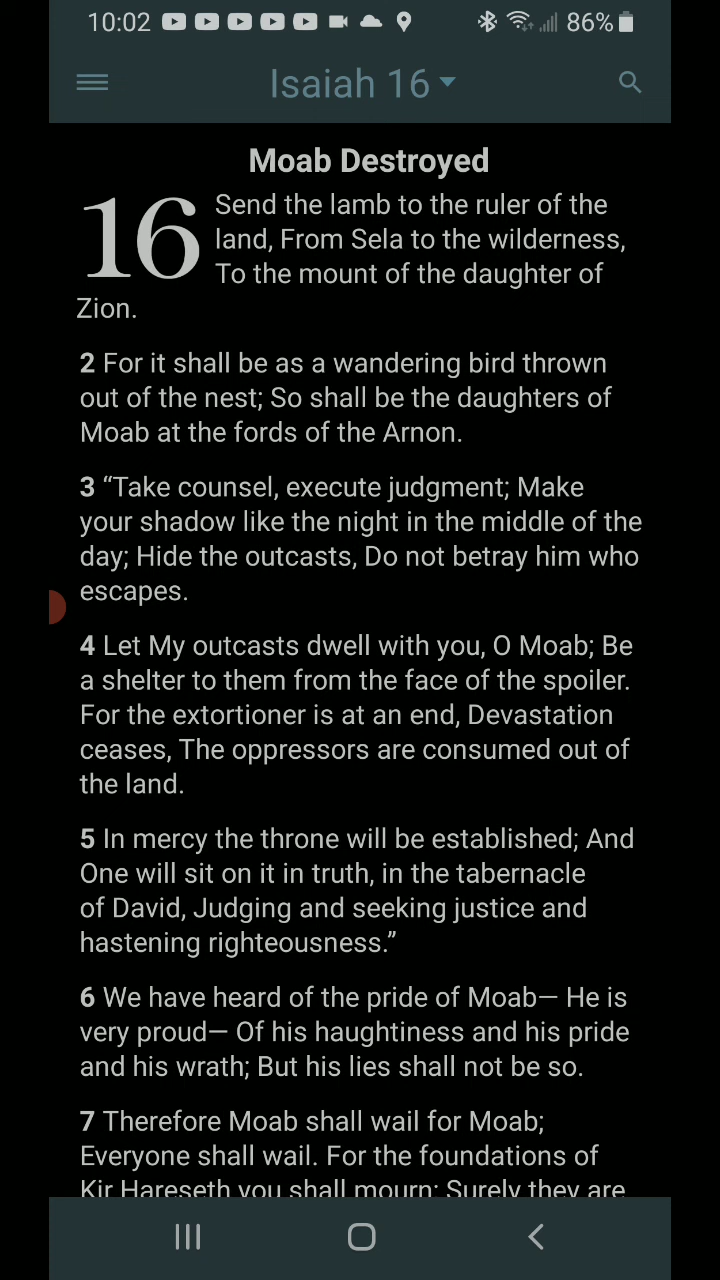 10:02
86%
Isaiah 16
Moab Destroyed
16 Send the lamb to the ruler of the
land, From Sela to the wilderness,
To the mount of the daughter of
Zion.
2 For it shall be as a wandering bird thrown
out of the nest; So shall be the daughters of
Moab at the fords of the Arnon.
3 “Take counsel, execute judgment; Make
your shadow like the night in the middle of the
day; Hide the outcasts, Do not betray him who
escapes.
4 Let My outcasts dwell with you, O Moab; Be
a shelter to them from the face of the spoiler.
For the extortioner is at an end, Devastation
ceases, The oppressors are consumed out of
the land.
5 In mercy the throne will be established; And
One will sit on it in truth, in the tabernacle
of David, Judging and seeking justice and
hastening righteousness.”
6 We have heard of the pride of Moab— He is
very proud— Of his haughtiness and his pride
and his wrath; But his lies shall not be so.
7 Therefore Moab shall wail for Moab;
Everyone shall wail. For the foundations of
Kir Hareseth you shall mourn; Surely they are